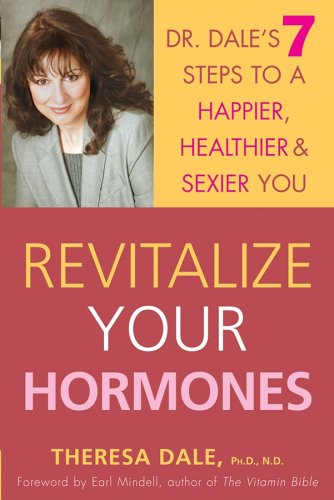 DR. DALE'S 7
STEPS TO A
HAPPIER,
HEALTHIER &
SEXIER YOU
REVITALIZE
YOUR
HORMONES
THERESA DALE, PH.D., N.D.
Foreword by Earl Mindell, author of The Vitamin Bible